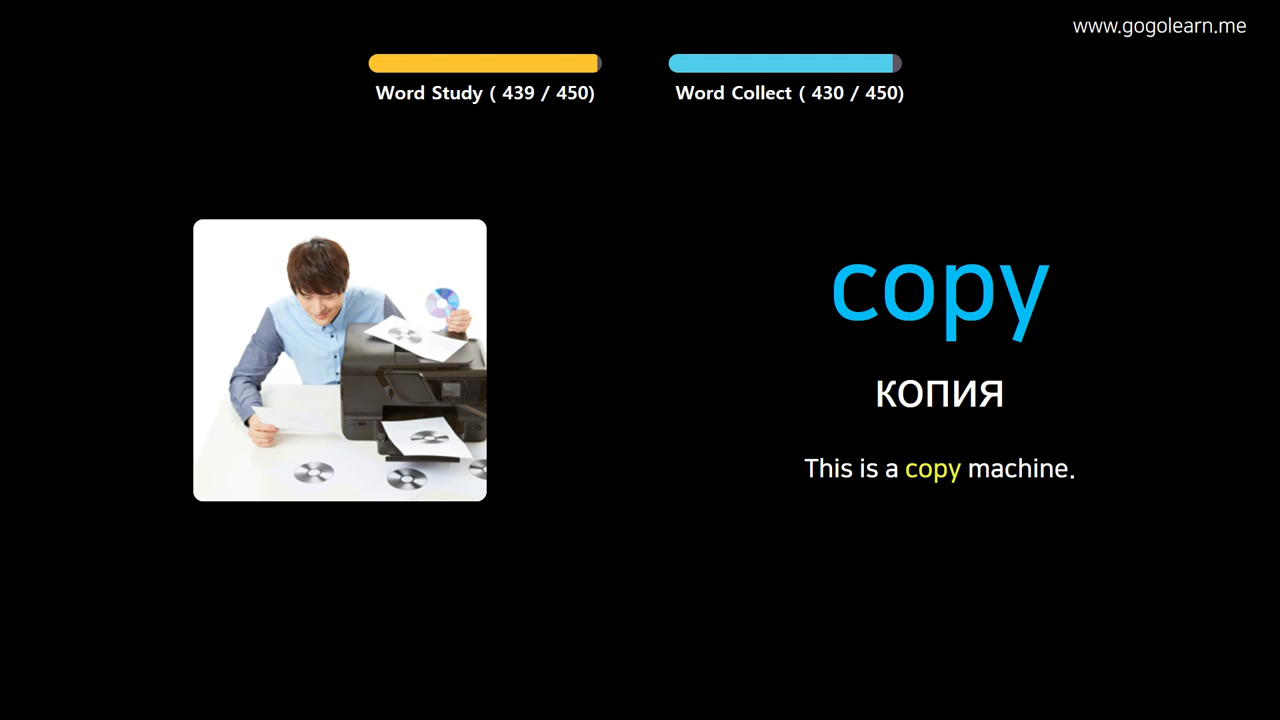 www.gogolearn.me
Word Study ( 439 / 450)
Word Collect ( 430 / 450)
copy
копия
This is a copy machine.